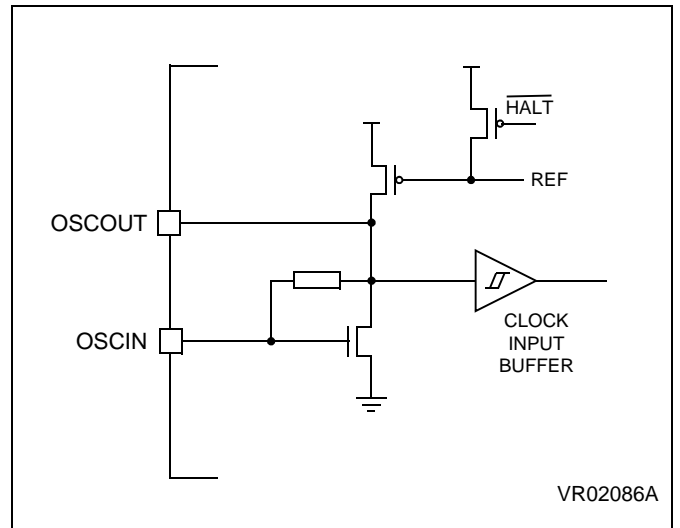 HALT
REF
OSCOUT
OSCIN
CLOCK
INPUT
BUFFER
VR02086A